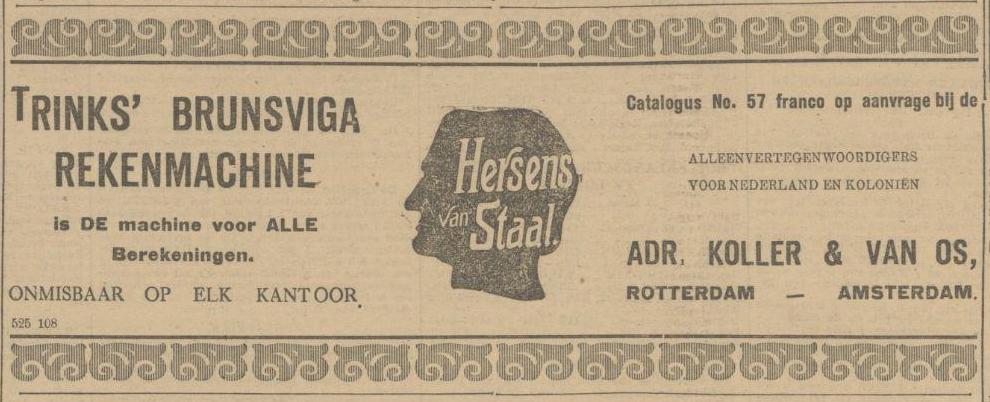 TRINKS' BRUNSVIGA
REKENMACHINE
is DE machine voor ALLE
Berekeningen.
ONMISBAAR OP ELK KANTOOR.
525 108
Hersens
van
Staal.
Catalogus No. 57 franco op aanvrage bij de
ALLEENVERTEGENWOORDIGERS
VOOR NEDERLAND EN KOLONIËN
ADR. KOLLER & VAN OS,
ROTTERDAM — AMSTERDAM.